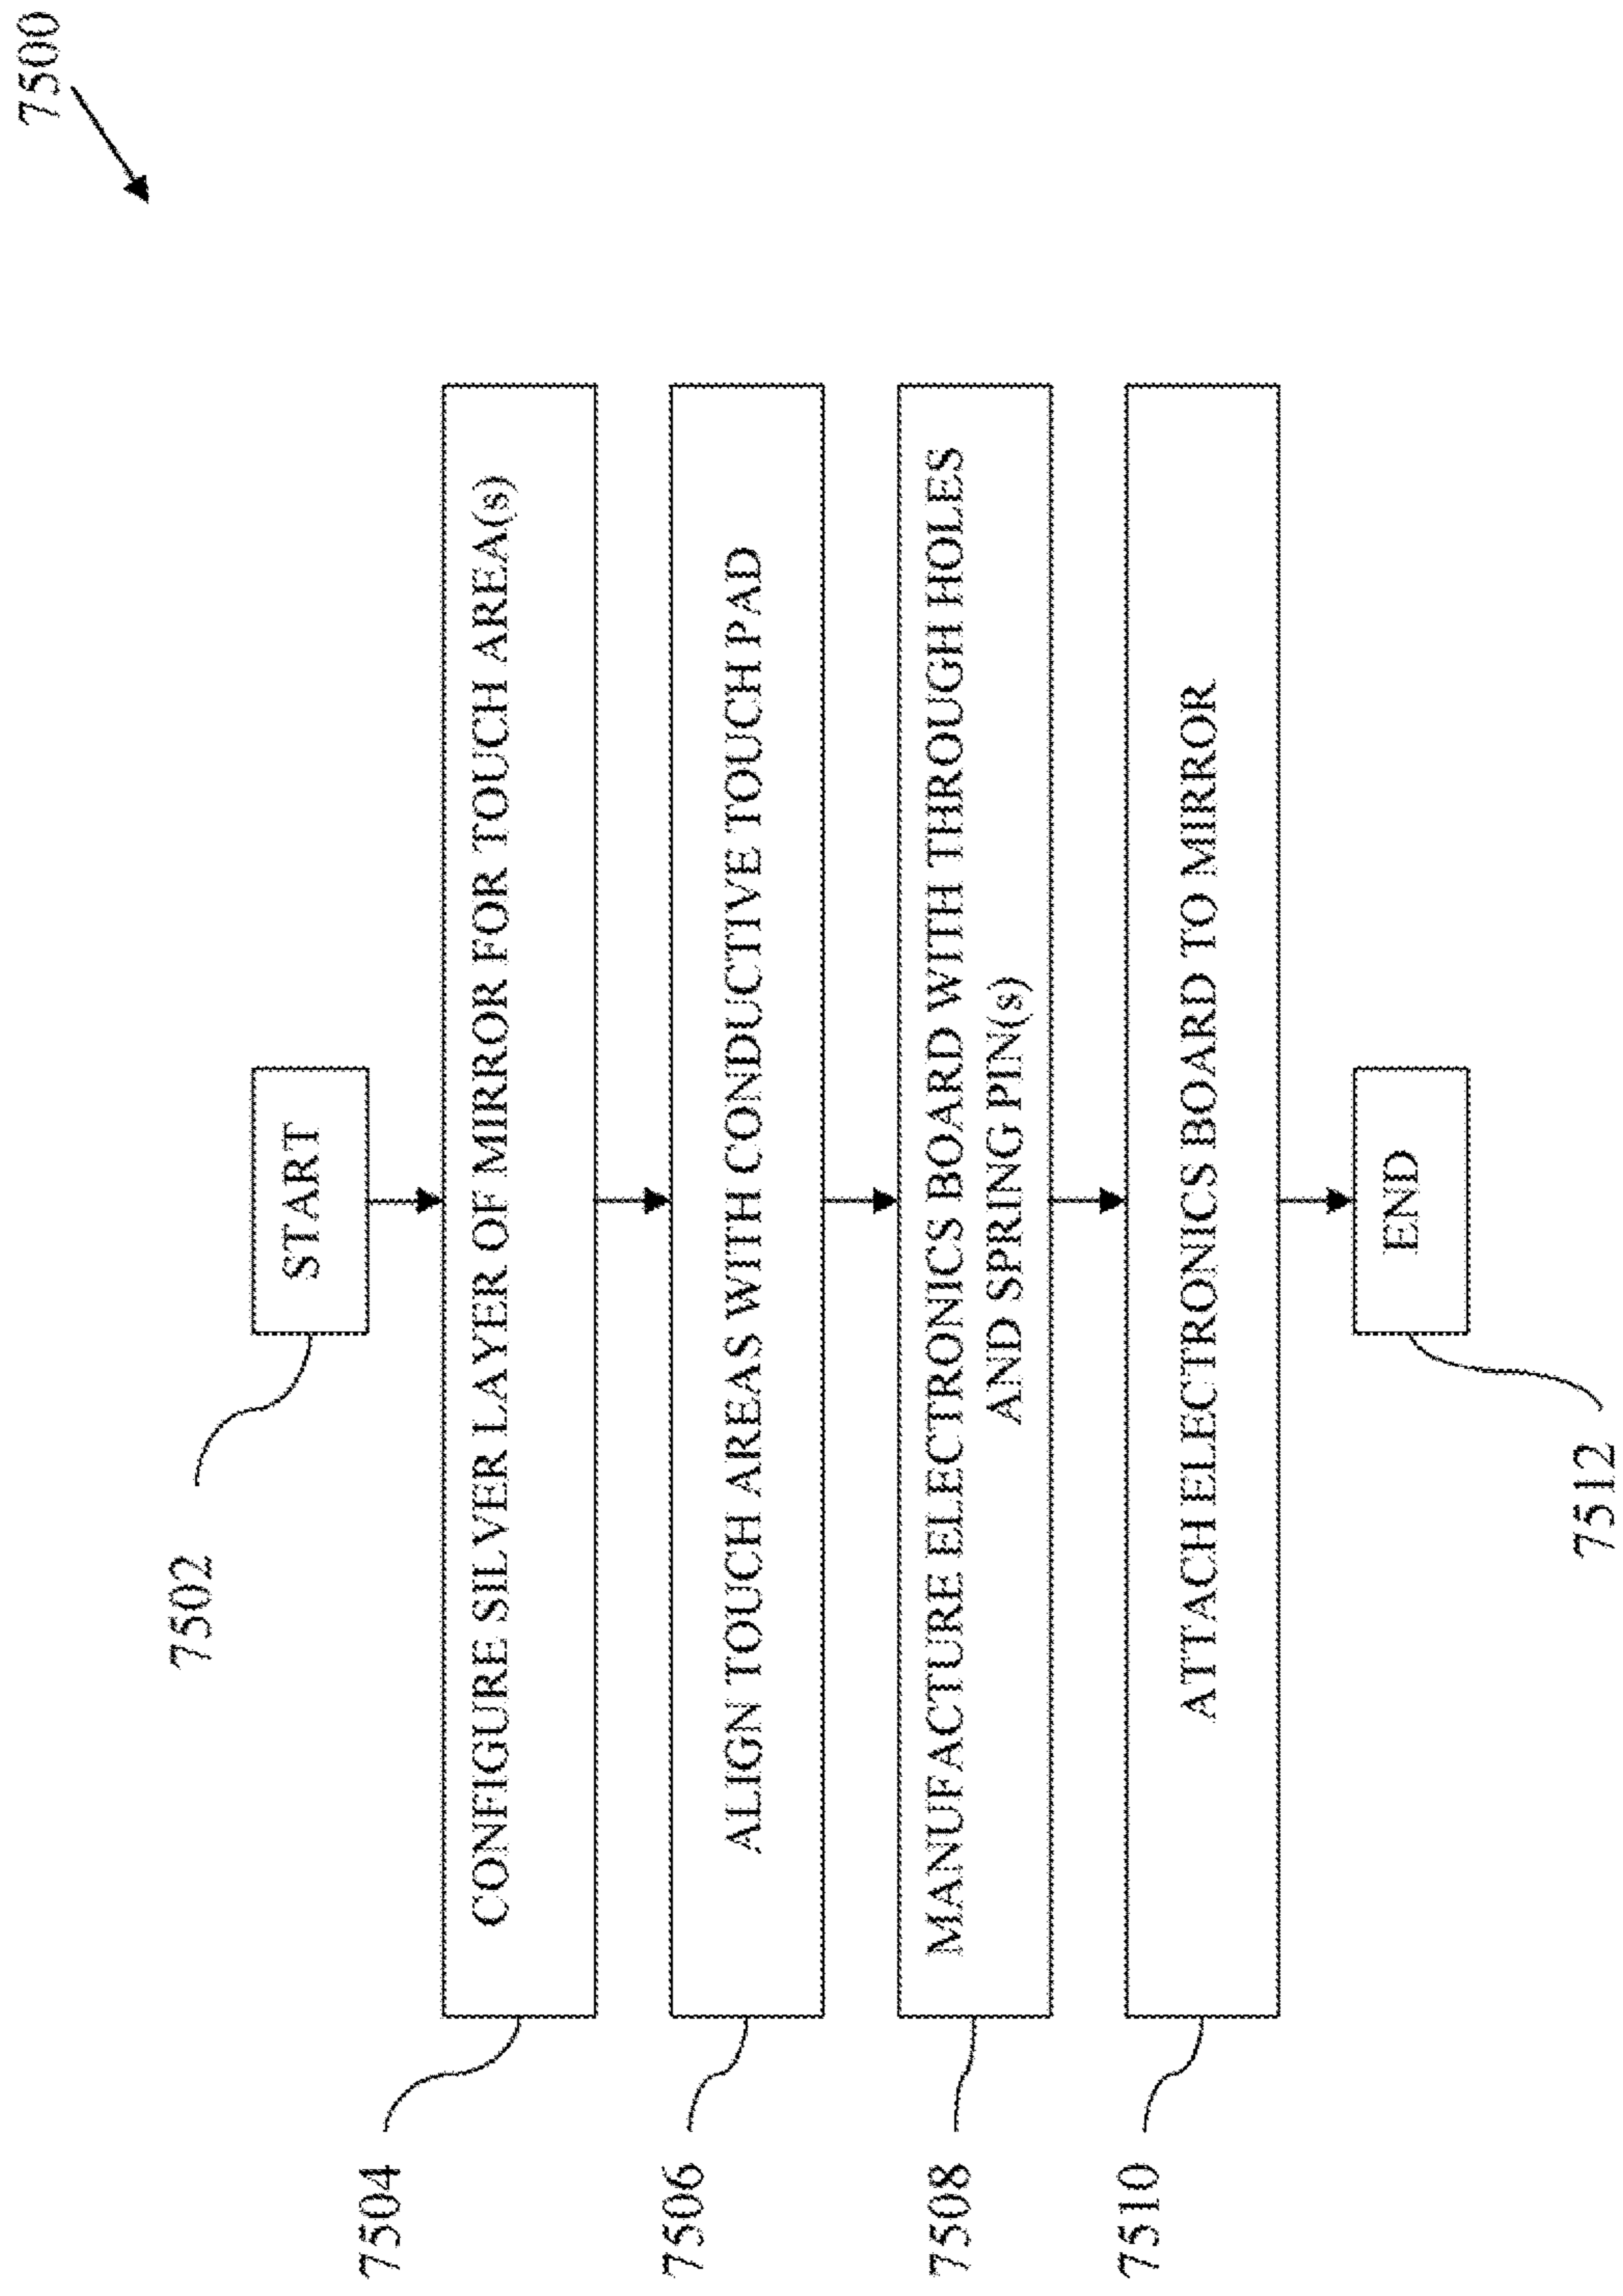 7500
7502
START
7504
CONFIGURE SILVER LAYER OF MIRROR FOR TOUCH AREA(s)
7506
ALIGN TOUCH AREAS WITH CONDUCTIVE TOUCH PAD
7508
MANUFACTURE ELECTRONICS BOARD WITH THROUGH HOLES
AND SPRING PIN(s)
7510
ATTACH ELECTRONICS BOARD TO MIRROR
END
7512